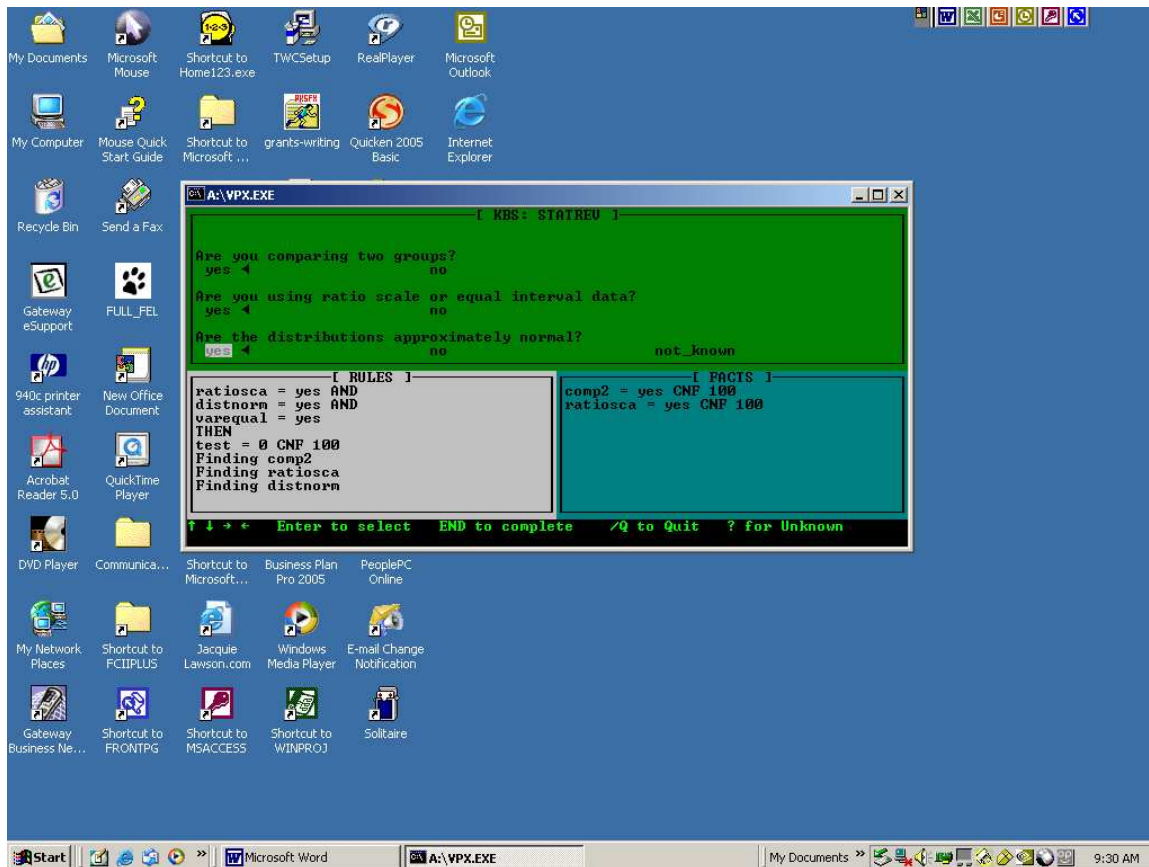 My Documents
Microsoft
Mouse
Shortcut to
Home123.exe
TWCSetup
RealPlayer
Microsoft
Outlook
My Computer
Mouse Quick
Start Guide
Shortcut to
Microsoft ...
grants-writing
Quicken 2005
Basic
Internet
Explorer
Recycle Bin
Send a Fax
Gateway
eSupport
FULL_FEL
940c printer
assistant
New Office
Document
Acrobat
Reader 5.0
QuickTime
Player
DVD Player
Communica...
Shortcut to
Microsoft...
Business Plan
Pro 2005
PeoplePC
Online
My Network
Places
Shortcut to
FCIIPLUS
Jacquie
Lawson.com
Windows
Media Player
E-mail Change
Notification
Gateway
Business Ne...
Shortcut to
FRONTPG
Shortcut to
MSACCESS
Shortcut to
WINPROJ
Solitaire
A:\VPX.EXE
[ KBS: STATREV ]
Are you comparing two groups?
yes ◄ no
Are you using ratio scale or equal interval data?
yes ◄ no
Are the distributions approximately normal?
yes ◄ no not_known
[ RULES ]
ratiosca = yes AND
distnorm = yes AND
varequal = yes
THEN
test = 0 CNF 100
Finding comp2
Finding ratiosca
Finding distnorm
[ FACTS ]
comp2 = yes CNF 100
ratiosca = yes CNF 100
↑ ↓ → ← Enter to select END to complete /Q to Quit ? for Unknown
Start » Microsoft Word A:\VPX.EXE My Documents » 9:30 AM